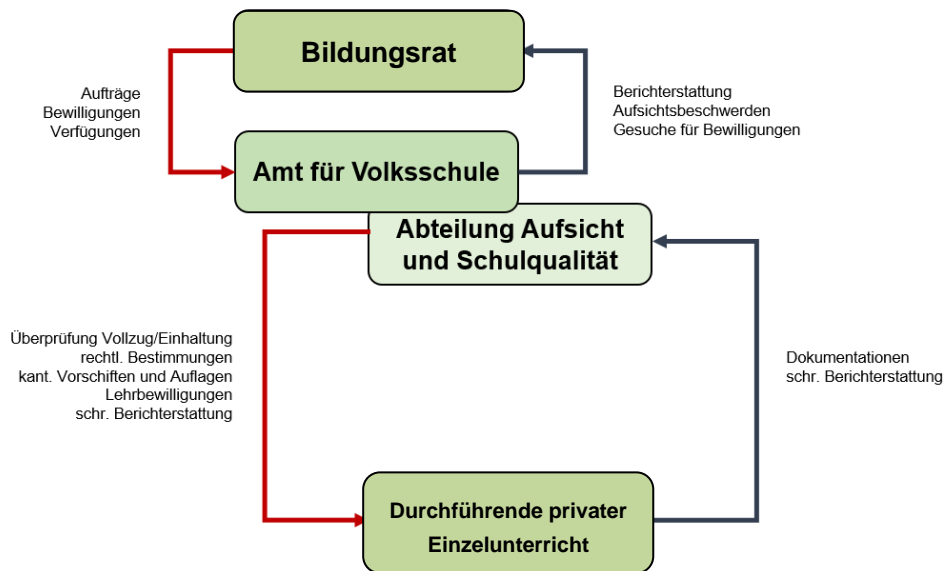 Bildungsrat
Aufträge
Bewilligungen
Verfügungen
Berichterstattung
Aufsichtsbeschwerden
Gesuche für Bewilligungen
Amt für Volksschule
Abteilung Aufsicht
und Schulqualität
Überprüfung Vollzug/Einhaltung
rechtl. Bestimmungen
kant. Vorschiften und Auflagen
Lehrbewilligungen
schr. Berichterstattung
Dokumentationen
schr. Berichterstattung
Durchführende privater
Einzelunterricht